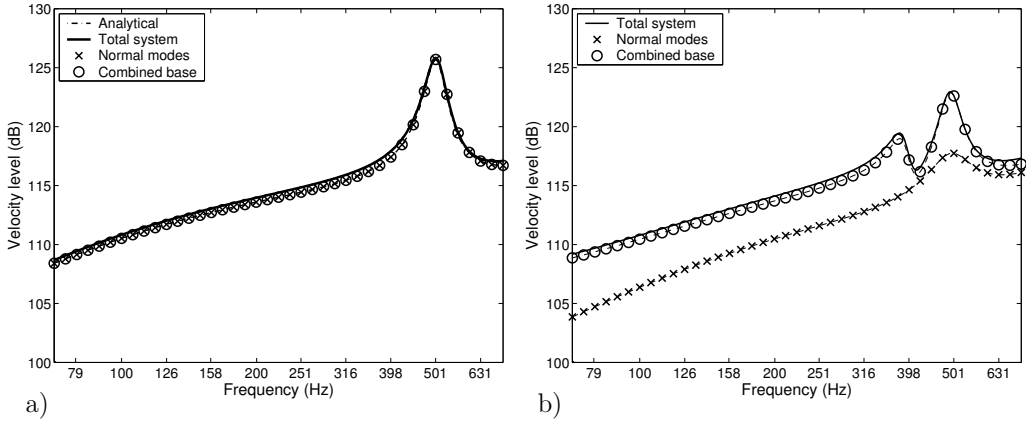 130
125
120
115
110
105
100
Velocity level (dB)
Analytical
Total system
Normal modes
Combined base
79 100 126 158 200 251 316 398 501 631
Frequency (Hz)
a)
130
125
120
115
110
105
100
Velocity level (dB)
Total system
Normal modes
Combined base
79 100 126 158 200 251 316 398 501 631
Frequency (Hz)
b)